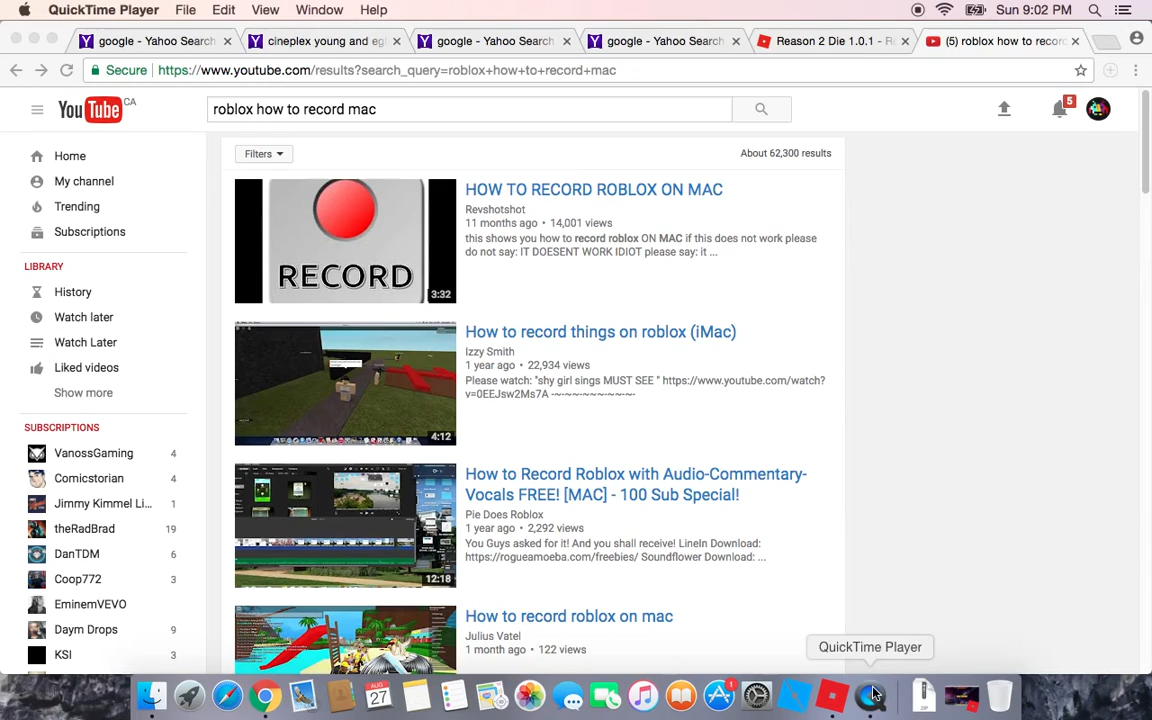 QuickTime Player File Edit View Window Help Sun 9:02 PM
google - Yahoo Search cineplex young and egl google - Yahoo Search google - Yahoo Search Reason 2 Die 1.0.1 - R (5) roblox how to recor
Secure https://www.youtube.com/results?search_query=roblox+how+to+record+mac
YouTube CA
roblox how to record mac
5
Home
My channel
Trending
Subscriptions
LIBRARY
History
Watch later
Watch Later
Liked videos
Show more
SUBSCRIPTIONS
VanossGaming 4
Comicstorian 4
Jimmy Kimmel Li... 1
theRadBrad 19
DanTDM 6
Coop772 3
EminemVEVO
Daym Drops 9
KSI 3
Filters
About 62,300 results
RECORD
3:32
HOW TO RECORD ROBLOX ON MAC
Revshotshot
11 months ago • 14,001 views
this shows you how to record roblox ON MAC if this does not work please
do not say: IT DOESENT WORK IDIOT please say: it ...
4:12
How to record things on roblox (iMac)
Izzy Smith
1 year ago • 22,934 views
Please watch: "shy girl sings MUST SEE " https://www.youtube.com/watch?
v=0EEJsw2Ms7A -~-~~-~~~-~~-~-
12:18
How to Record Roblox with Audio-Commentary-
Vocals FREE! [MAC] - 100 Sub Special!
Pie Does Roblox
1 year ago • 2,292 views
You Guys asked for it! And you shall receive! LineIn Download:
https://rogueamoeba.com/freebies/ Soundflower Download: ...
How to record roblox on mac
Julius Vatel
1 month ago • 122 views
QuickTime Player
AUG
27
1
ZIP